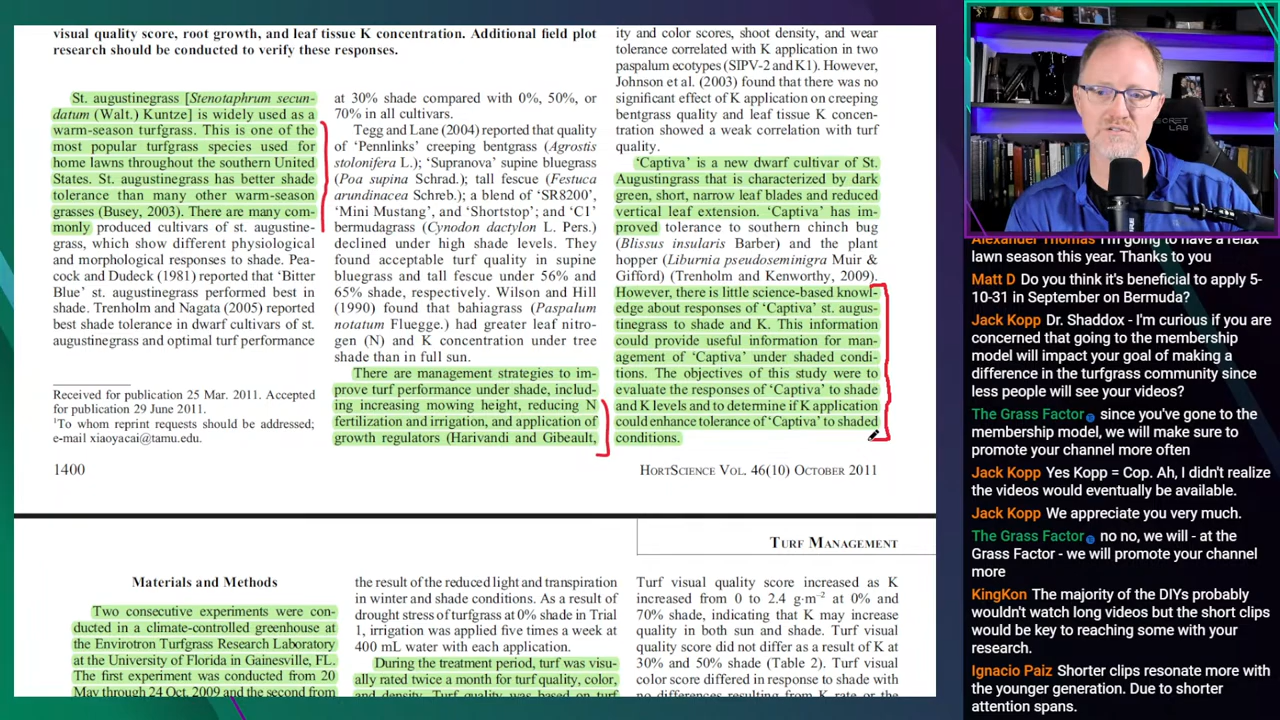 visual quality score, root growth, and leaf tissue K concentration. Additional field plot
research should be conducted to verify these responses.
St. augustinegrass [Stenotaphrum secun-
datum (Walt.) Kuntze] is widely used as a
warm-season turfgrass. This is one of the
most popular turfgrass species used for
home lawns throughout the southern United
States. St. augustinegrass has better shade
tolerance than many other warm-season
grasses (Busey, 2003). There are many com-
monly produced cultivars of st. augustine-
grass, which show different physiological
and morphological responses to shade. Pea-
cock and Dudeck (1981) reported that ‘Bitter
Blue’ st. augustinegrass performed best in
shade. Trenholm and Nagata (2005) reported
best shade tolerance in dwarf cultivars of st.
augustinegrass and optimal turf performance
Received for publication 25 Mar. 2011. Accepted
for publication 29 June 2011.
1To whom reprint requests should be addressed;
e-mail xiaoyacai@tamu.edu.
at 30% shade compared with 0%, 50%, or
70% in all cultivars.
Tegg and Lane (2004) reported that quality
of ‘Pennlinks’ creeping bentgrass (Agrostis
stolonifera L.); ‘Supranova’ supine bluegrass
(Poa supina Schrad.); tall fescue (Festuca
arundinacea Schreb.); a blend of ‘SR8200’,
‘Mini Mustang’, and ‘Shortstop’; and ‘C1’
bermudagrass (Cynodon dactylon L. Pers.)
declined under high shade levels. They
found acceptable turf quality in supine
bluegrass and tall fescue under 56% and
65% shade, respectively. Wilson and Hill
(1990) found that bahiagrass (Paspalum
notatum Fluegge.) had greater leaf nitro-
gen (N) and K concentration under tree
shade than in full sun.
There are management strategies to im-
prove turf performance under shade, includ-
ing increasing mowing height, reducing N
fertilization and irrigation, and application of
growth regulators (Harivandi and Gibeault,
ity and color scores, shoot density, and wear
tolerance correlated with K application in two
paspalum ecotypes (SIPV-2 and K1). However,
Johnson et al. (2003) found that there was no
significant effect of K application on creeping
bentgrass quality and leaf tissue K concen-
tration showed a weak correlation with turf
quality.
‘Captiva’ is a new dwarf cultivar of St.
Augustingrass that is characterized by dark
green, short, narrow leaf blades and reduced
vertical leaf extension. ‘Captiva’ has im-
proved tolerance to southern chinch bug
(Blissus insularis Barber) and the plant
hopper (Liburnia pseudoseminigra Muir &
Gifford) (Trenholm and Kenworthy, 2009).
However, there is little science-based knowl-
edge about responses of ‘Captiva’ st. augus-
tinegrass to shade and K. This information
could provide useful information for man-
agement of ‘Captiva’ under shaded condi-
tions. The objectives of this study were to
evaluate the responses of ‘Captiva’ to shade
and K levels and to determine if K application
could enhance tolerance of ‘Captiva’ to shaded
conditions.
1400
HORTSCIENCE VOL. 46(10) OCTOBER 2011
TURF MANAGEMENT
Materials and Methods
Two consecutive experiments were con-
ducted in a climate-controlled greenhouse at
the Envirotron Turfgrass Research Laboratory
at the University of Florida in Gainesville, FL.
The first experiment was conducted from 20
May through 24 Oct. 2009 and the second from
the result of the reduced light and transpiration
in winter and shade conditions. As a result of
drought stress of turfgrass at 0% shade in Trial
1, irrigation was applied five times a week at
400 mL water with each application.
During the treatment period, turf was visu-
ally rated twice a month for turf quality, color,
and density. Turf quality was based on turf
Turf visual quality score increased as K
increased from 0 to 2.4 g·m−2 at 0% and
70% shade, indicating that K may increase
quality in both sun and shade. Turf visual
quality score did not differ as a result of K at
30% and 50% shade (Table 2). Turf visual
color score differed in response to shade with
no differences resulting from K rate or the
SECRET
LAB
Alexander Thomas I'm going to have a relax
lawn season this year. Thanks to you
Matt D Do you think it's beneficial to apply 5-
10-31 in September on Bermuda?
Jack Kopp Dr. Shaddox - I'm curious if you are
concerned that going to the membership
model will impact your goal of making a
difference in the turfgrass community since
less people will see your videos?
The Grass Factor since you've gone to the
membership model, we will make sure to
promote your channel more often
Jack Kopp Yes Kopp = Cop. Ah, I didn't realize
the videos would eventually be available.
Jack Kopp We appreciate you very much.
The Grass Factor no no, we will - at the
Grass Factor - we will promote your channel
more
KingKon The majority of the DIYs probably
wouldn't watch long videos but the short clips
would be key to reaching some with your
research.
Ignacio Paiz Shorter clips resonate more with
the younger generation. Due to shorter
attention spans.